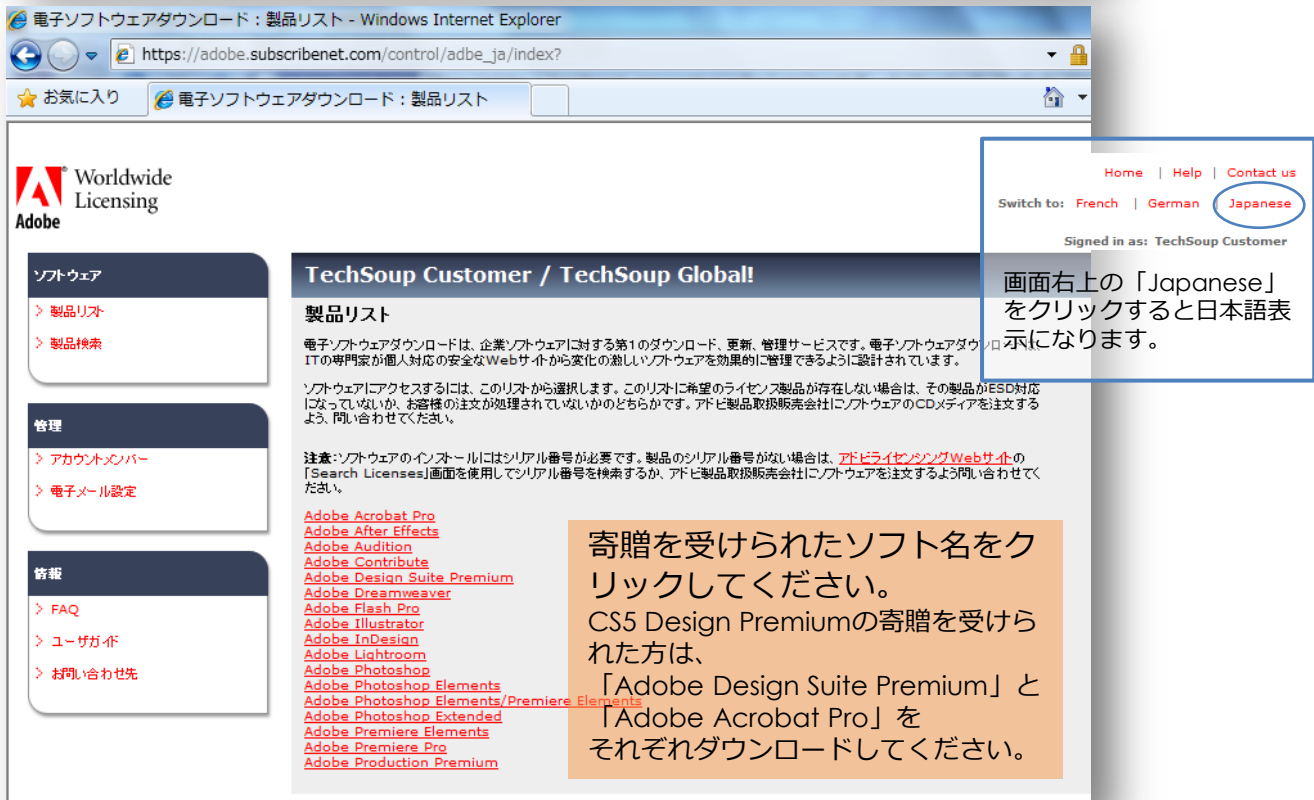 電子ソフトウェアダウンロード：製品リスト - Windows Internet Explorer
https://adobe.subscribenet.com/control/adbe_ja/index?
お気に入り
電子ソフトウェアダウンロード：製品リスト
Worldwide
Licensing
Adobe
Home | Help | Contact us
Switch to: French | German | Japanese
Signed in as: TechSoup Customer
画面右上の「Japanese」
をクリックすると日本語表
示になります。
ソフトウェア
製品リスト
製品検索
管理
アカウントメンバー
電子メール設定
情報
FAQ
ユーザガイド
お問い合わせ先
TechSoup Customer / TechSoup Global!
製品リスト
電子ソフトウェアダウンロードは、企業ソフトウェアに対する第1のダウンロード、更新、管理サービスです。電子ソフトウェアダウンロードは、
ITの専門家が個人対応の安全なWebサイトから変化の激しいソフトウェアを効果的に管理できるように設計されています。
ソフトウェアにアクセスするには、このリストから選択します。このリストに希望のライセンス製品が存在しない場合は、その製品がESD対応
になっていないか、お客様の注文が処理されていないかのどちらかです。アドビ製品取扱販売会社にソフトウェアのCDメディアを注文する
よう、問い合わせてください。
注意:ソフトウェアのインストールにはシリアル番号が必要です。製品のシリアル番号がない場合は、アドビライセンシングWebサイトの
「Search Licenses」画面を使用してシリアル番号を検索するか、アドビ製品取扱販売会社にソフトウェアを注文するよう問い合わせてく
ださい。
Adobe Acrobat Pro
Adobe After Effects
Adobe Audition
Adobe Contribute
Adobe Design Suite Premium
Adobe Dreamweaver
Adobe Flash Pro
Adobe Illustrator
Adobe InDesign
Adobe Lightroom
Adobe Photoshop
Adobe Photoshop Elements
Adobe Photoshop Elements/Premiere Elements
Adobe Photoshop Extended
Adobe Premiere Elements
Adobe Premiere Pro
Adobe Production Premium
寄贈を受けられたソフト名をク
リックしてください。
CS5 Design Premiumの寄贈を受けら
れた方は、
「Adobe Design Suite Premium」と
「Adobe Acrobat Pro」を
それぞれダウンロードしてください。